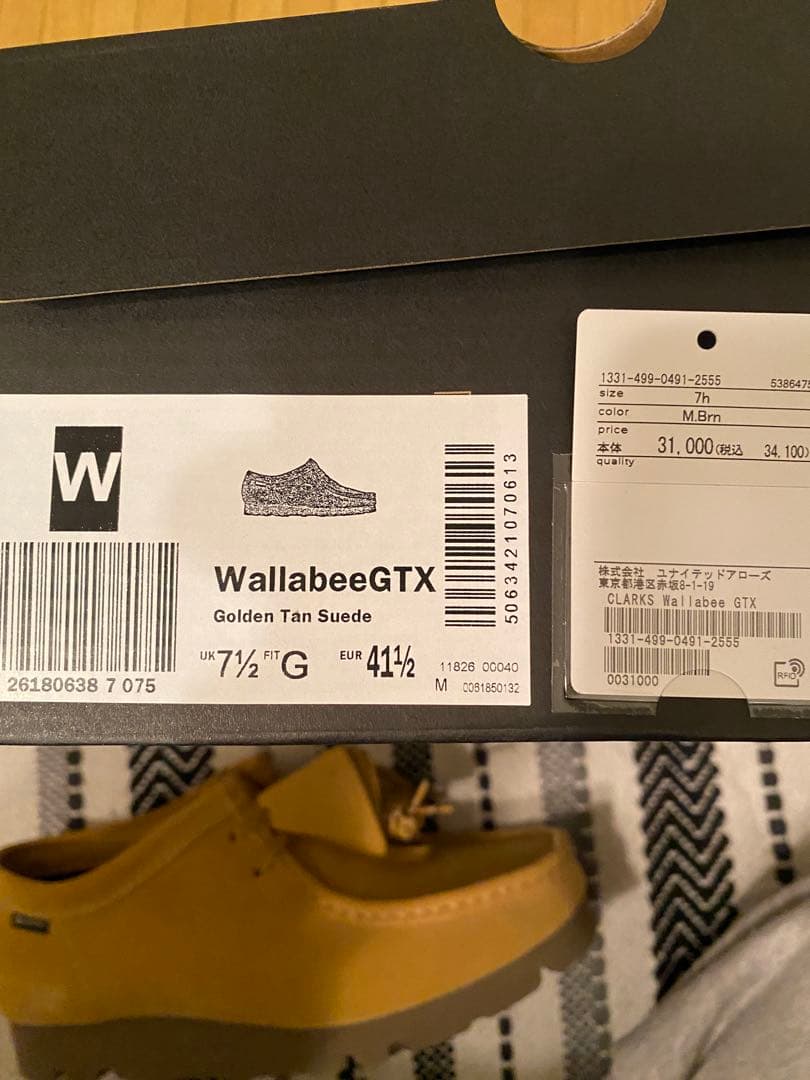 W
26180638 7 075
WallabeeGTX
Golden Tan Suede
UK 7½ FIT G EUR 41½
11826 00040
M 0061850132
5063421070613
1331-499-0491-2555 538647
size 7h
color M.Brn
price
本体 31,000(税込 34,100)
quality
株式会社 ユナイテッドアローズ
東京都港区赤坂8-1-19
CLARKS Wallabee GTX
1331-499-0491-2555
0031000
RFID